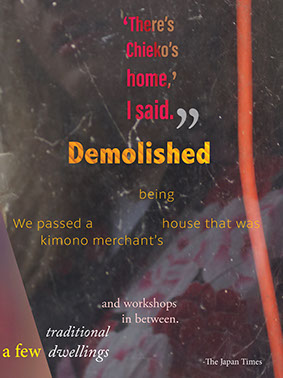 ‘There’s
Chieko’s
home,’
I said.”
Demolished
being
We passed a house that was
kimono merchant’s
and workshops
in between.
traditional
a few dwellings
-The Japan Times